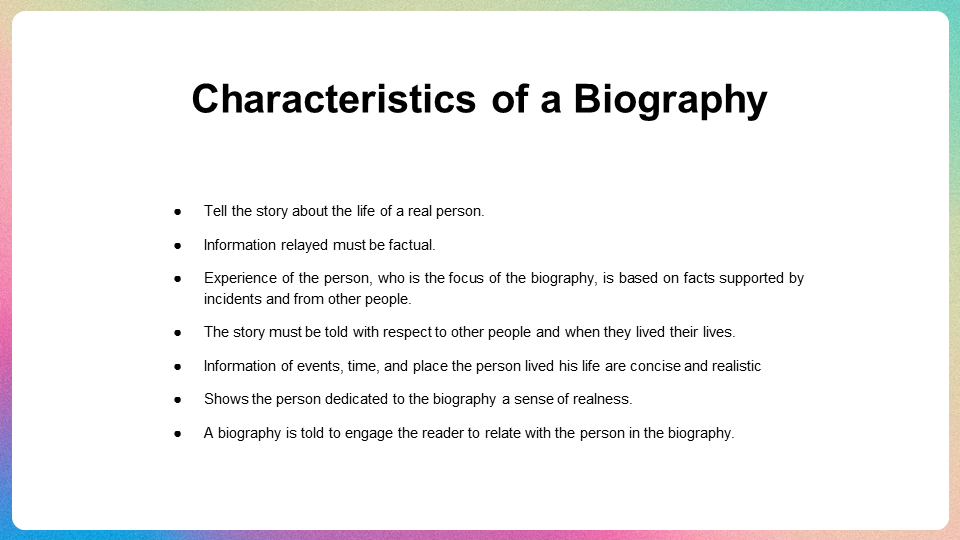 Characteristics of a Biography
● Tell the story about the life of a real person.
● Information relayed must be factual.
● Experience of the person, who is the focus of the biography, is based on facts supported by
incidents and from other people.
● The story must be told with respect to other people and when they lived their lives.
● Information of events, time, and place the person lived his life are concise and realistic
● Shows the person dedicated to the biography a sense of realness.
● A biography is told to engage the reader to relate with the person in the biography.